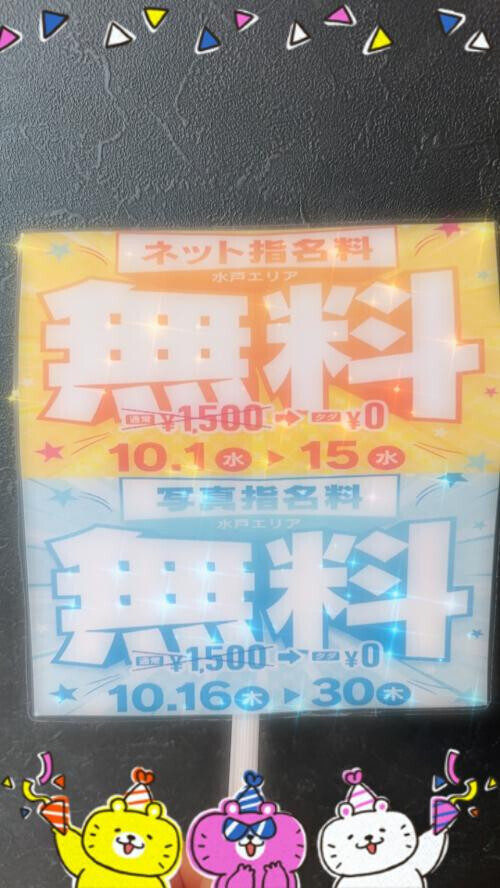 ネット指名料
水戸エリア
無料
通常 ¥1,500 → タダ ¥0
10.1水 ▶ 15水
写真指名料
水戸エリア
無料
通常 ¥1,500 → タダ ¥0
10.16木 ▶ 30木